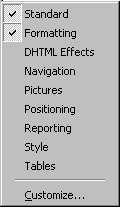 Standard
Formatting
DHTML Effects
Navigation
Pictures
Positioning
Reporting
Style
Tables
Customize...